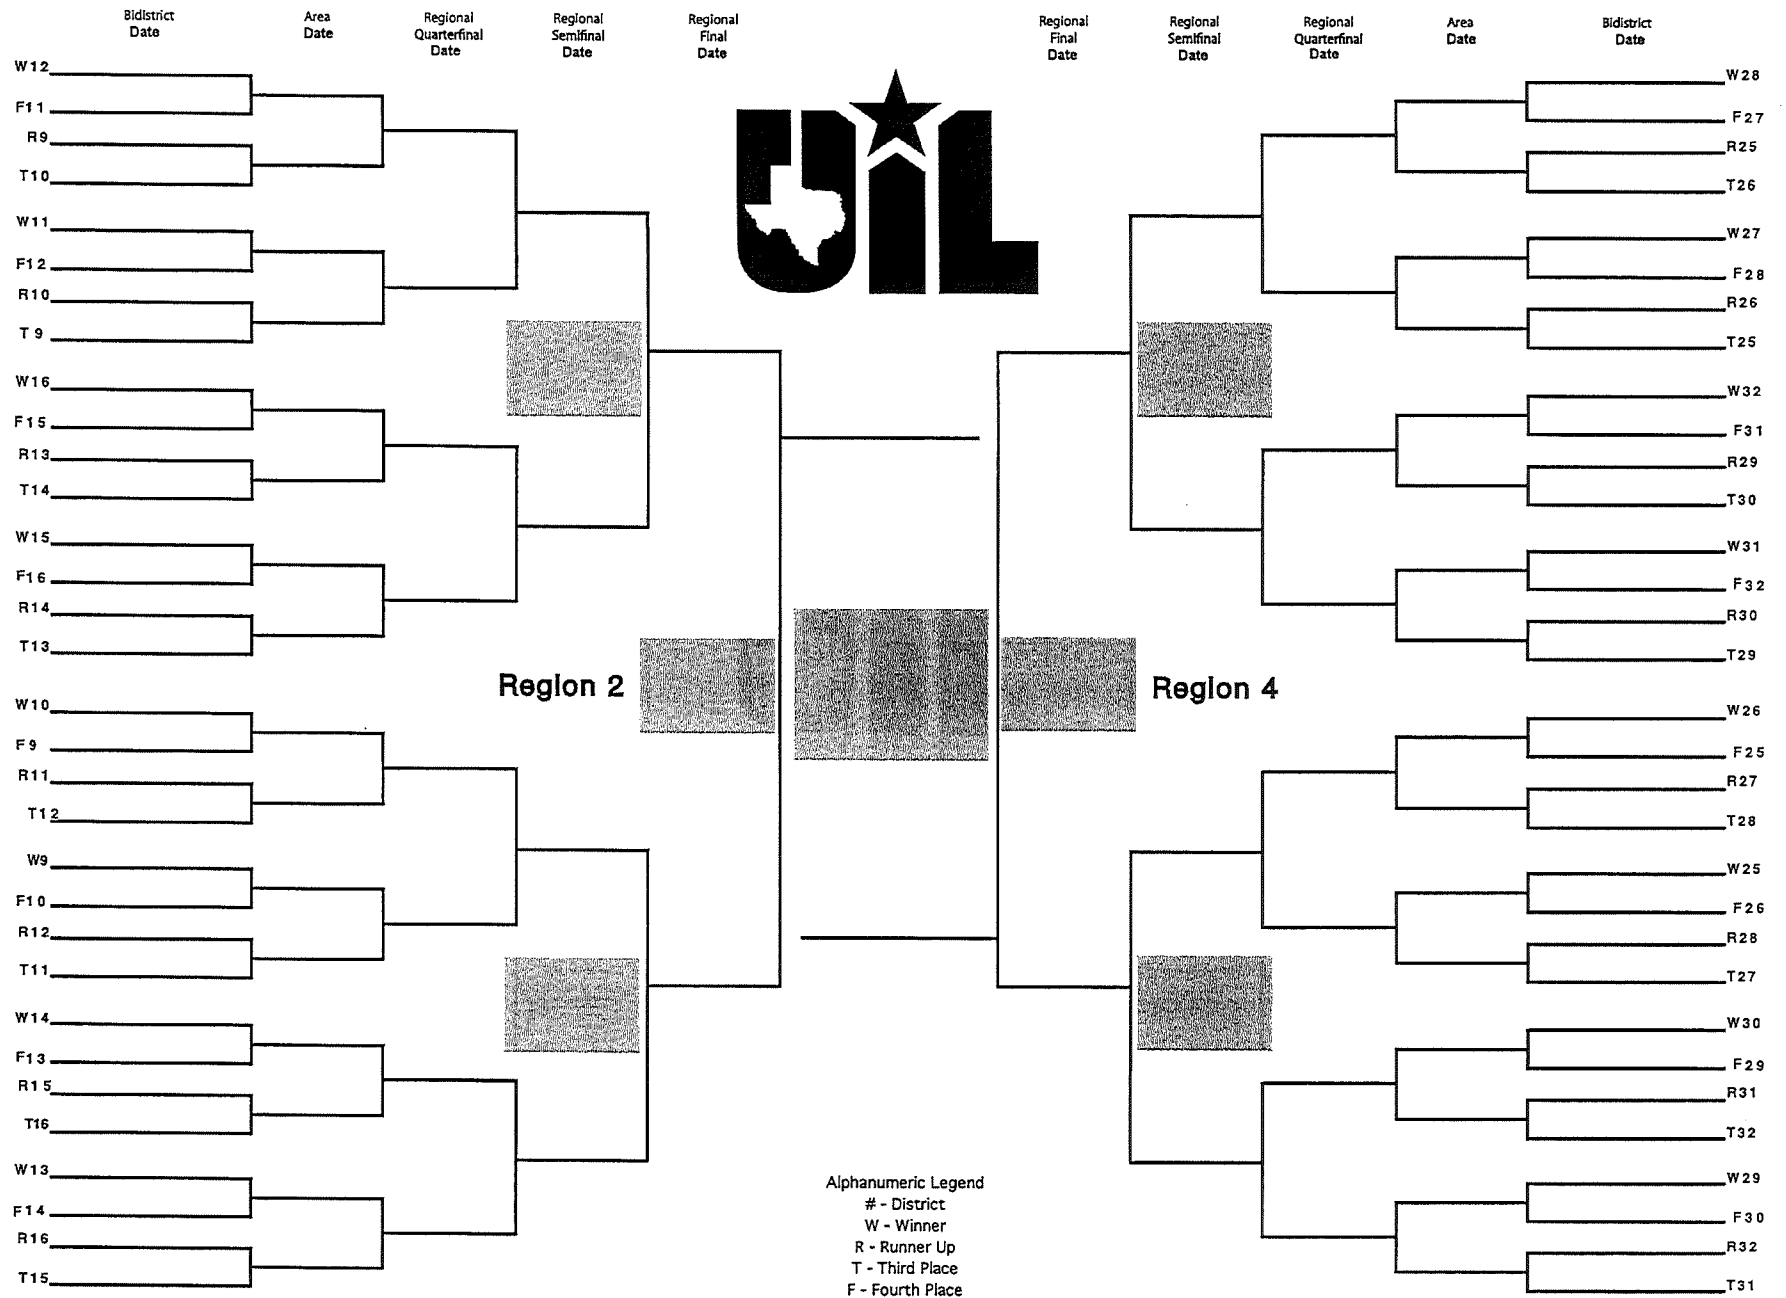 Bidistrict
Date
Area
Date
Regional
Quarterfinal
Date
Regional
Semifinal
Date
Regional
Final
Date
Regional
Final
Date
Regional
Semifinal
Date
Regional
Quarterfinal
Date
Area
Date
Bidistrict
Date
UIL
W12
F11
R9
T10
W11
F12
R10
T9
W16
F15
R13
T14
W15
F16
R14
T13
Region 2
W10
F9
R11
T12
W9
F10
R12
T11
W14
F13
R15
T16
W13
F14
R16
T15
W28
F27
R25
T26
W27
F28
R26
T25
W32
F31
R29
T30
W31
F32
R30
T29
Region 4
W26
F25
R27
T28
W25
F26
R28
T27
W30
F29
R31
T32
W29
F30
R32
T31
Alphanumeric Legend
# - District
W - Winner
R - Runner Up
T - Third Place
F - Fourth Place